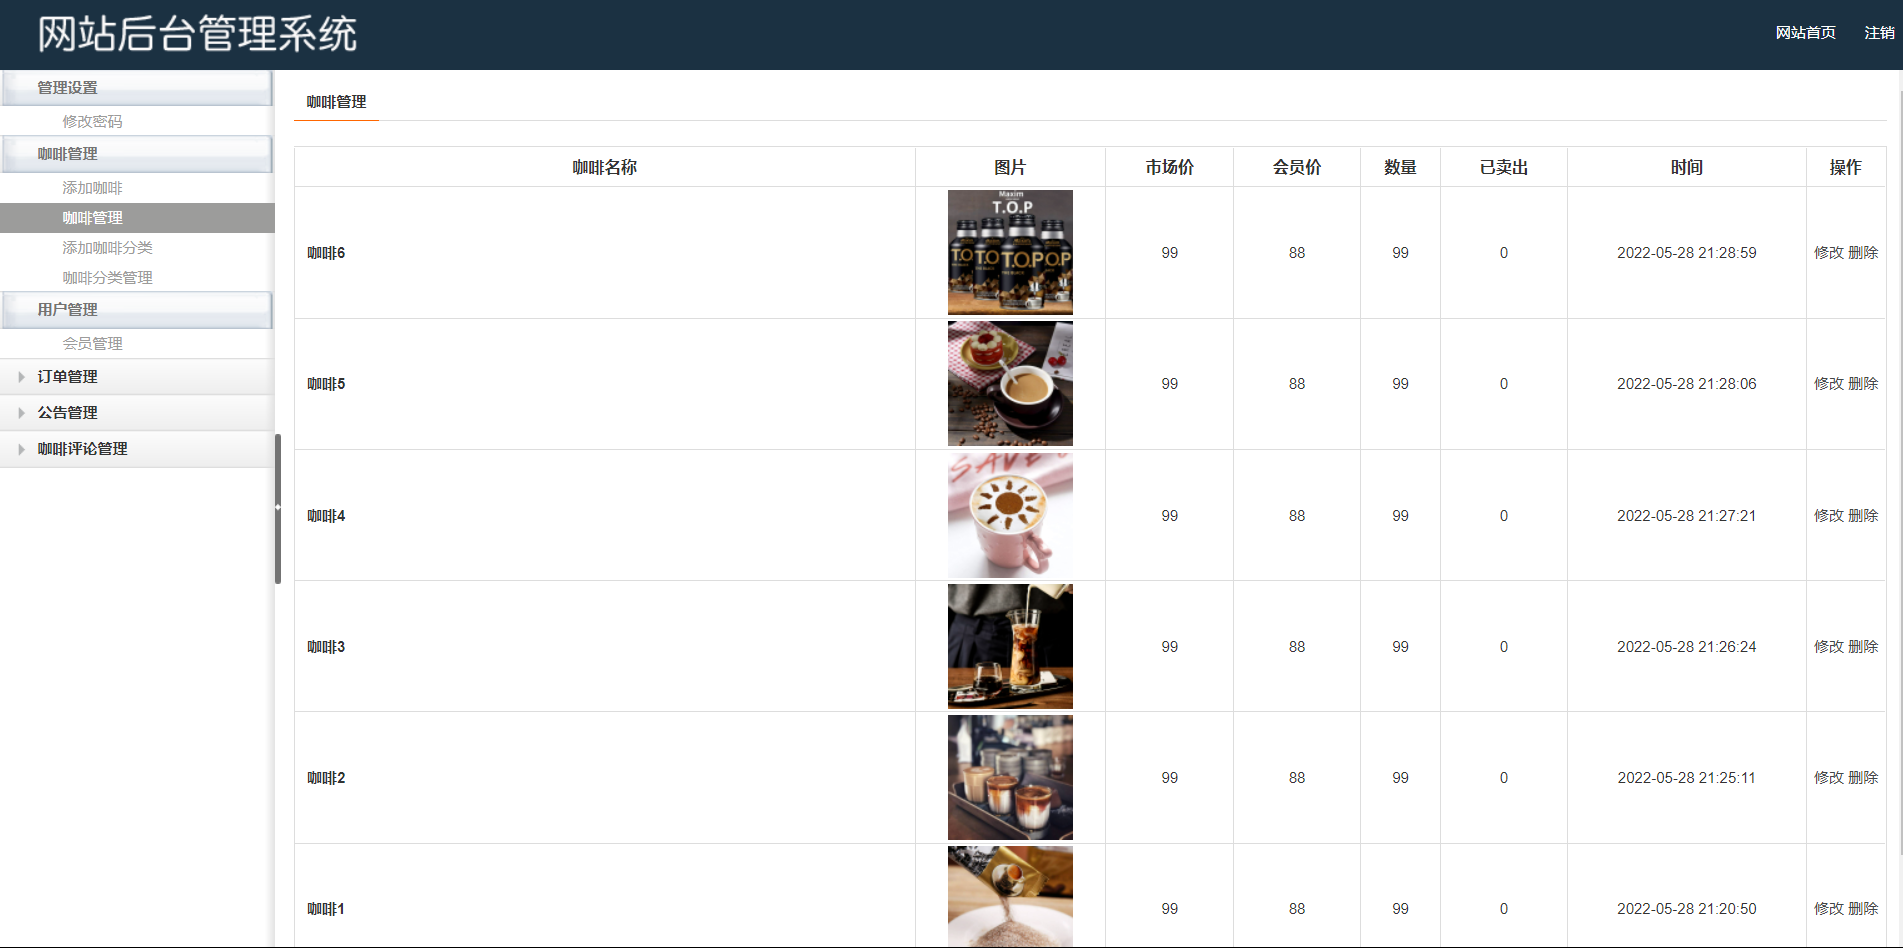 网站后台管理系统
网站首页 注销
管理设置
修改密码
咖啡管理
添加咖啡
咖啡管理
添加咖啡分类
咖啡分类管理
用户管理
会员管理
订单管理
公告管理
咖啡评论管理
咖啡管理
咖啡名称 图片 市场价 会员价 数量 已卖出 时间 操作
Maxim
T.O.P
咖啡6 99 88 99 0 2022-05-28 21:28:59 修改 删除
咖啡5 99 88 99 0 2022-05-28 21:28:06 修改 删除
SAVE
咖啡4 99 88 99 0 2022-05-28 21:27:21 修改 删除
咖啡3 99 88 99 0 2022-05-28 21:26:24 修改 删除
咖啡2 99 88 99 0 2022-05-28 21:25:11 修改 删除
咖啡1 99 88 99 0 2022-05-28 21:20:50 修改 删除